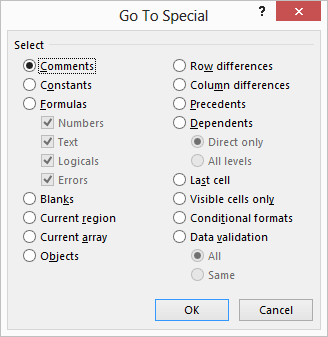 Go To Special
?
Select
Comments
Constants
Formulas
Numbers
Text
Logicals
Errors
Blanks
Current region
Current array
Objects
Row differences
Column differences
Precedents
Dependents
Direct only
All levels
Last cell
Visible cells only
Conditional formats
Data validation
All
Same
OK
Cancel